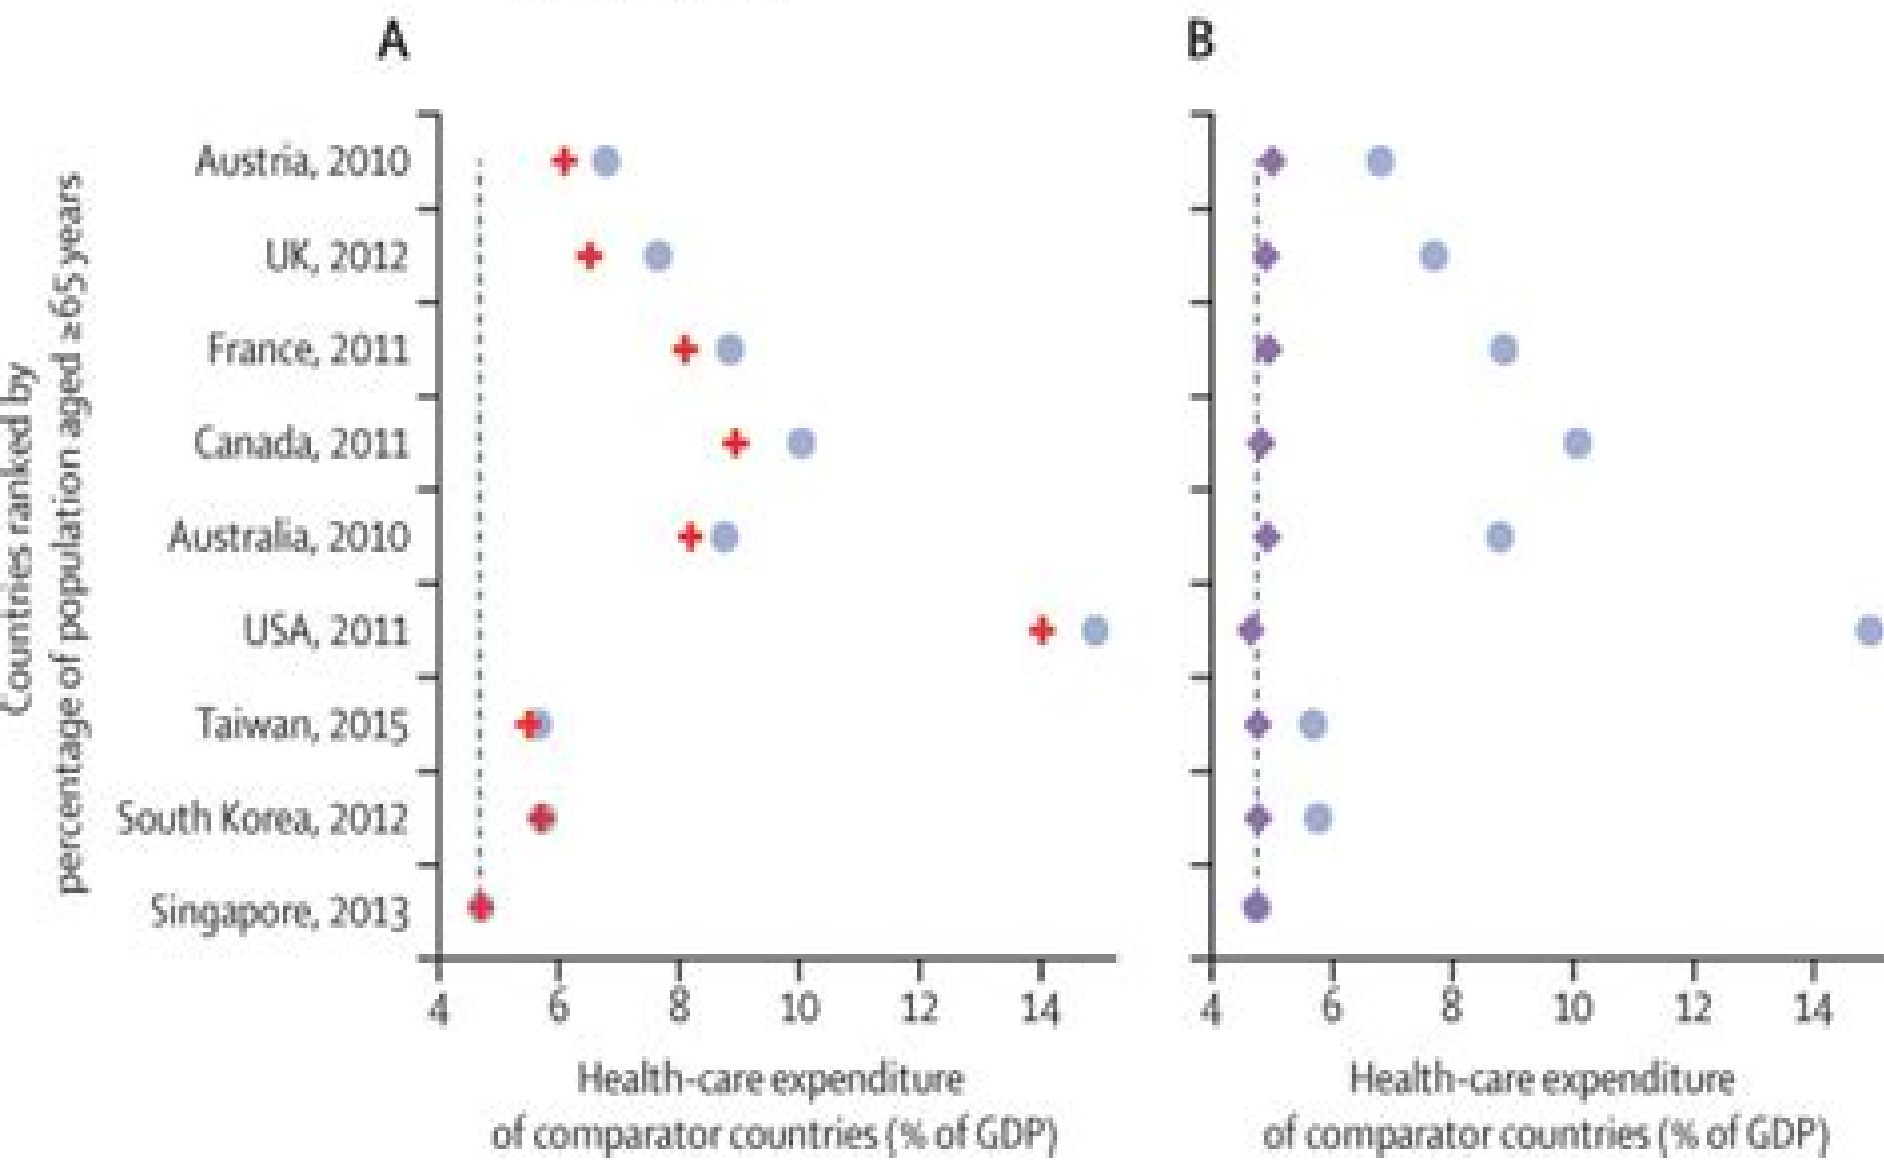 A
B
Countries ranked by
percentage of population aged ≥65 years
Austria, 2010
UK, 2012
France, 2011
Canada, 2011
Australia, 2010
USA, 2011
Taiwan, 2015
South Korea, 2012
Singapore, 2013
4 6 8 10 12 14
4 6 8 10 12 14
Health-care expenditure
of comparator countries (% of GDP)
Health-care expenditure
of comparator countries (% of GDP)